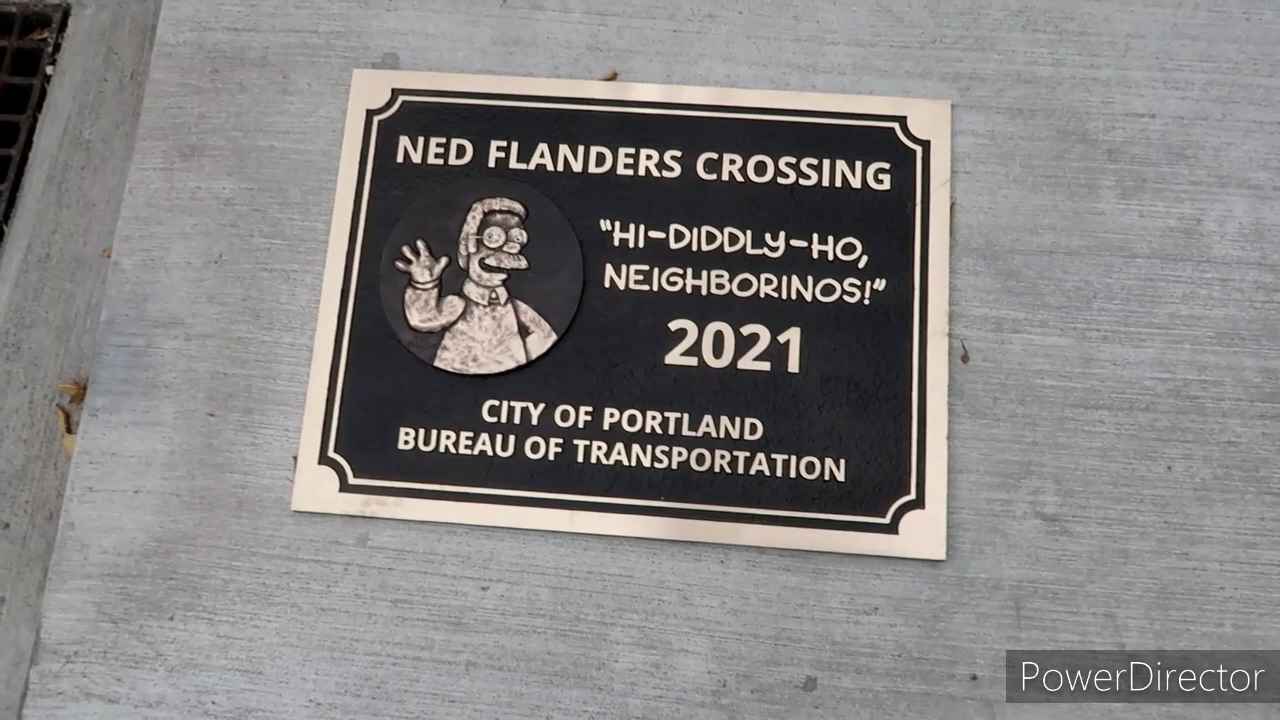 NED FLANDERS CROSSING
"HI-DIDDLY-HO,
NEIGHBORINOS!"
2021
CITY OF PORTLAND
BUREAU OF TRANSPORTATION
PowerDirector